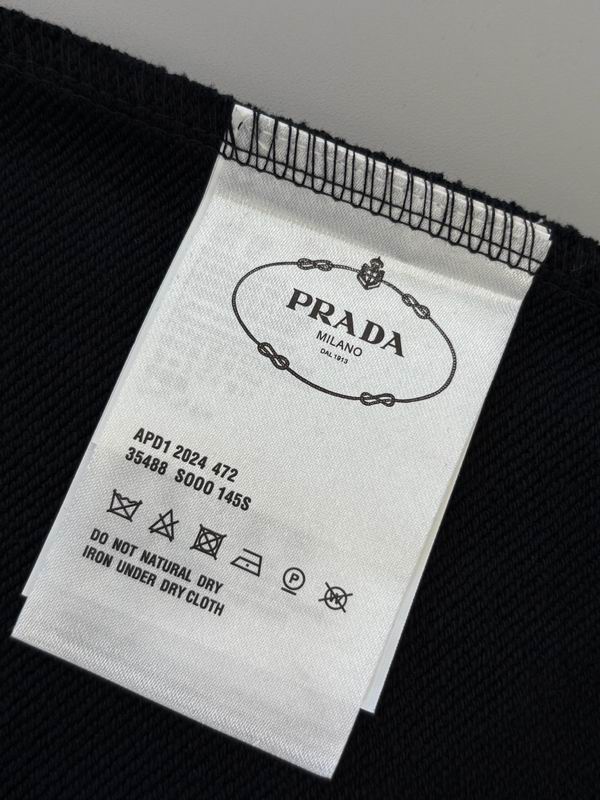 PRADA
MILANO
DAL 1913
APD1 2024 472
35488 S000 145S
P
W
DO NOT NATURAL DRY
IRON UNDER DRY CLOTH